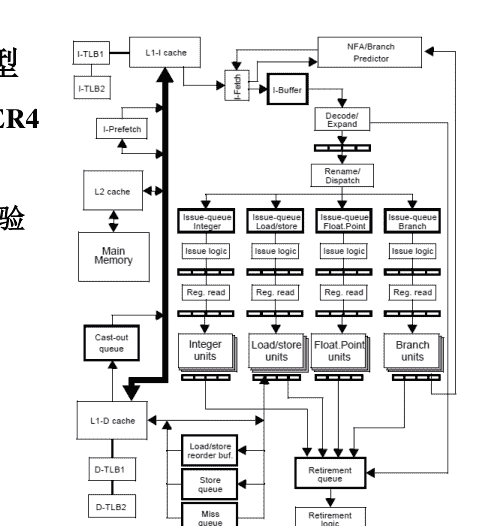 型
ER4
验
I-TLB1
L1-I cache
NFA/Branch
Predictor
I-TLB2
I-Fetch
I-Buffer
I-Prefetch
Decode/
Expand
L2 cache
Rename/
Dispatch
Main
Memory
Issue-queue
Integer
Issue-queue
Load/store
Issue-queue
Float.Point
Issue-queue
Branch
Issue logic
Issue logic
Issue logic
Issue logic
Reg. read
Reg. read
Reg. read
Reg. read
Cast-out
queue
Integer
units
Load/store
units
Float.Point
units
Branch
units
L1-D cache
D-TLB1
D-TLB2
Load/store
reorder buf.
Store
queue
Miss
queue
Retirement
queue
Retirement
logic